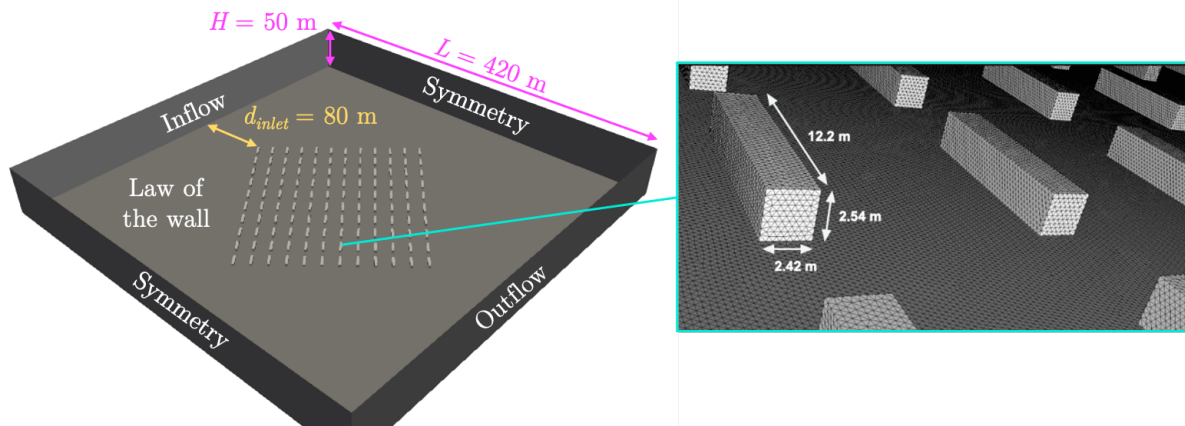 H = 50 m
L = 420 m
Symmetry
Inflow
d_inlet = 80 m
Law of
the wall
Symmetry
Outflow
12.2 m
2.54 m
2.42 m